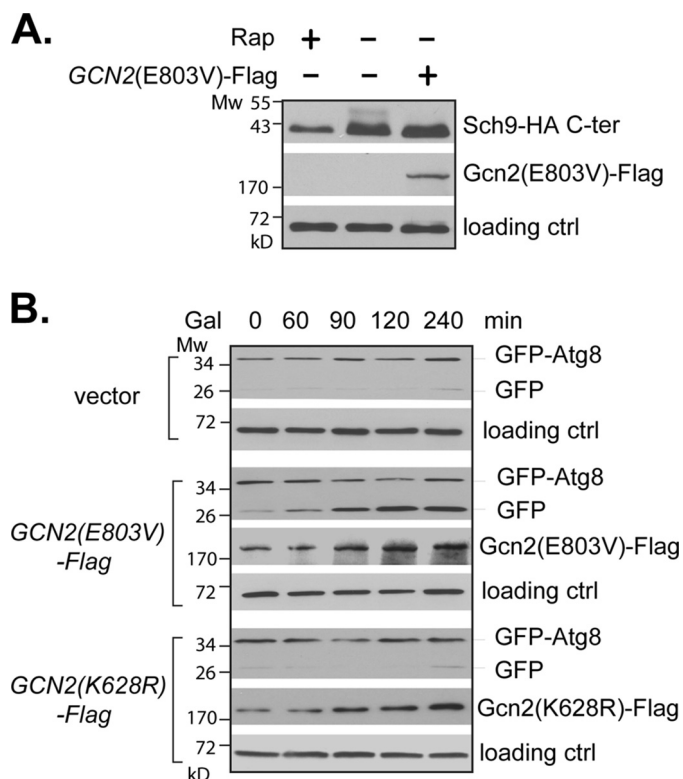 A.
Rap + – –
GCN2(E803V)-Flag – – +
Mw 55
43 Sch9-HA C-ter
Gcn2(E803V)-Flag
170
72 loading ctrl
kD
B.
Gal 0 60 90 120 240 min
Mw
34 GFP-Atg8
26 GFP
vector
72 loading ctrl
34 GFP-Atg8
26 GFP
GCN2(E803V)
-Flag
Gcn2(E803V)-Flag
170
72 loading ctrl
34 GFP-Atg8
26 GFP
GCN2(K628R)
-Flag
Gcn2(K628R)-Flag
170
72 loading ctrl
kD